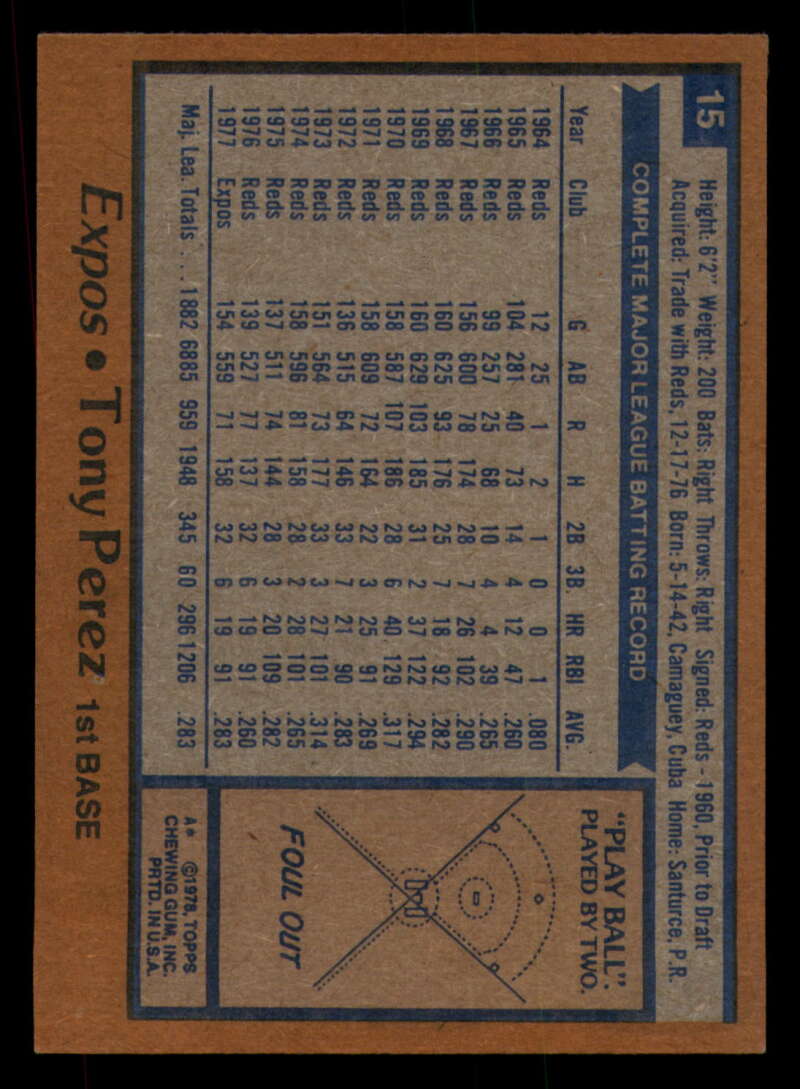 15
Height: 6'2" Weight: 200 Bats: Right Throws: Right Signed: Reds - 1960, Prior to Draft
Acquired: Trade with Reds, 12-17-76 Born: 5-14-42, Camaguey, Cuba Home: Santurce, P.R.
COMPLETE MAJOR LEAGUE BATTING RECORD
Year Club G AB R H 2B 3B. HR RBI AVG.
1964 Reds 12 25 1 2 1 0 0 1 .080
1965 Reds 104 281 40 73 14 4 12 47 .260
1966 Reds 99 257 25 68 10 4 4 39 .265
1967 Reds 156 600 78 174 28 7 26 102 .290
1968 Reds 160 625 93 176 25 7 18 92 .282
1969 Reds 160 629 103 185 31 2 37 122 .294
1970 Reds 158 587 107 186 28 6 40 129 .317
1971 Reds 158 609 72 164 22 3 25 91 .269
1972 Reds 136 515 64 146 33 7 21 90 .283
1973 Reds 151 564 73 177 33 3 27 101 .314
1974 Reds 158 596 81 158 28 2 28 101 .265
1975 Reds 137 511 74 144 28 3 20 109 .282
1976 Reds 139 527 77 137 32 6 19 91 .260
1977 Expos 154 559 71 158 32 6 19 91 .283
Maj. Lea. Totals ... 1882 6885 959 1948 345 60 296 1206 .283
"PLAY BALL".
PLAYED BY TWO.
FOUL OUT
A* ©1978, TOPPS
CHEWING GUM, INC.
PRTD. IN U.S.A.
Expos • Tony Perez 1st BASE